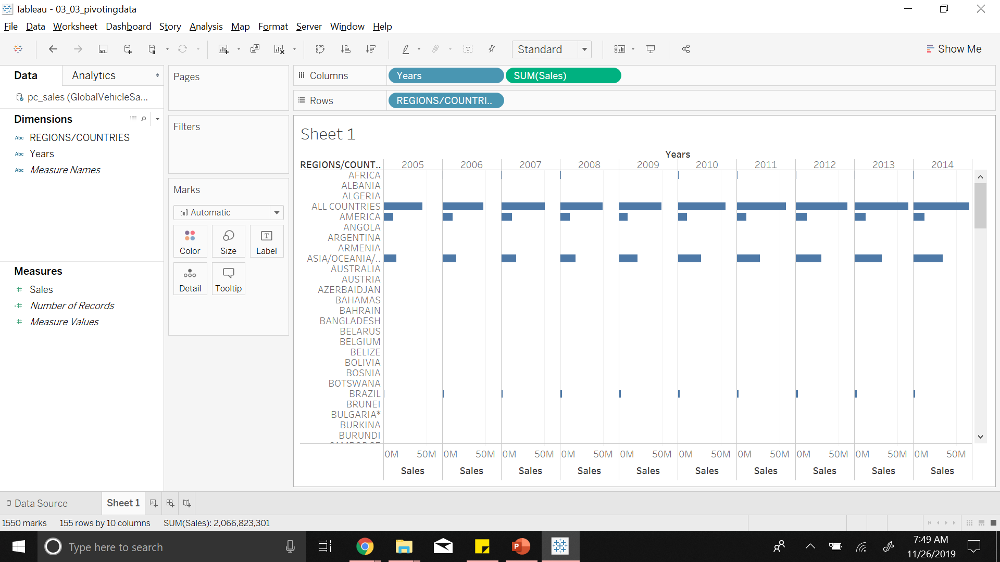 Tableau - 03_03_pivotingdata
File Data Worksheet Dashboard Story Analysis Map Format Server Window Help
Standard
Show Me
Data Analytics
pc_sales (GlobalVehicleSa...
Dimensions
Abc REGIONS/COUNTRIES
Abc Years
Abc Measure Names
Measures
Sales
Number of Records
Measure Values
Pages
Filters
Marks
Automatic
Color Size Label
Detail Tooltip
Columns Years SUM(Sales)
Rows REGIONS/COUNTRI..
Sheet 1
Years
REGIONS/COUNT.. 2005 2006 2007 2008 2009 2010 2011 2012 2013 2014
AFRICA
ALBANIA
ALGERIA
ALL COUNTRIES
AMERICA
ANGOLA
ARGENTINA
ARMENIA
ASIA/OCEANIA/..
AUSTRALIA
AUSTRIA
AZERBAIDJAN
BAHAMAS
BAHRAIN
BANGLADESH
BELARUS
BELGIUM
BELIZE
BOLIVIA
BOSNIA
BOTSWANA
BRAZIL
BRUNEI
BULGARIA*
BURKINA
BURUNDI
0M 50M 0M 50M 0M 50M 0M 50M 0M 50M 0M 50M 0M 50M 0M 50M 0M 50M 0M 50M
Sales Sales Sales Sales Sales Sales Sales Sales Sales Sales
Data Source Sheet 1
1550 marks 155 rows by 10 columns SUM(Sales): 2,066,823,301
Type here to search
7:49 AM
11/26/2019